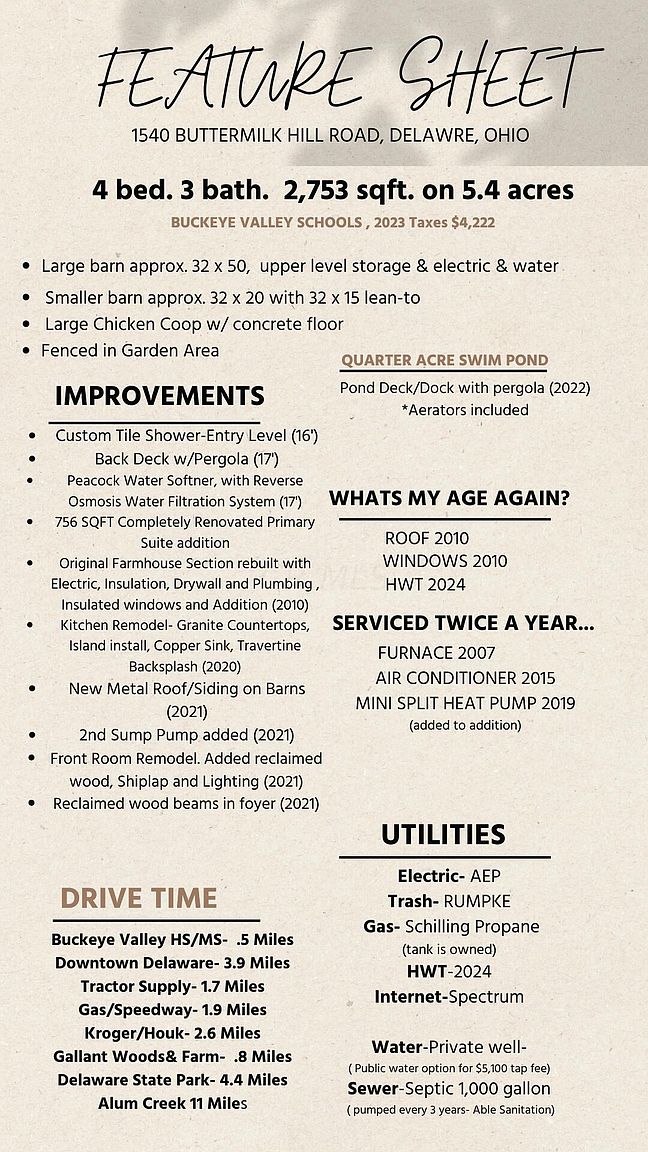 FEATURE SHEET
1540 BUTTERMILK HILL ROAD, DELAWRE, OHIO
4 bed. 3 bath. 2,753 sqft. on 5.4 acres
BUCKEYE VALLEY SCHOOLS , 2023 Taxes $4,222
• Large barn approx. 32 x 50, upper level storage & electric & water
• Smaller barn approx. 32 x 20 with 32 x 15 lean-to
• Large Chicken Coop w/ concrete floor
• Fenced in Garden Area
IMPROVEMENTS
• Custom Tile Shower-Entry Level (16')
• Back Deck w/Pergola (17')
• Peacock Water Softner, with Reverse
Osmosis Water Filtration System (17')
• 756 SQFT Completely Renovated Primary
Suite addition
• Original Farmhouse Section rebuilt with
Electric, Insulation, Drywall and Plumbing ,
Insulated windows and Addition (2010)
• Kitchen Remodel- Granite Countertops,
Island install, Copper Sink, Travertine
Backsplash (2020)
• New Metal Roof/Siding on Barns
(2021)
• 2nd Sump Pump added (2021)
• Front Room Remodel. Added reclaimed
wood, Shiplap and Lighting (2021)
• Reclaimed wood beams in foyer (2021)
DRIVE TIME
Buckeye Valley HS/MS- .5 Miles
Downtown Delaware- 3.9 Miles
Tractor Supply- 1.7 Miles
Gas/Speedway- 1.9 Miles
Kroger/Houk- 2.6 Miles
Gallant Woods& Farm- .8 Miles
Delaware State Park- 4.4 Miles
Alum Creek 11 Miles
QUARTER ACRE SWIM POND
Pond Deck/Dock with pergola (2022)
*Aerators included
WHATS MY AGE AGAIN?
ROOF 2010
WINDOWS 2010
HWT 2024
SERVICED TWICE A YEAR...
FURNACE 2007
AIR CONDITIONER 2015
MINI SPLIT HEAT PUMP 2019
(added to addition)
UTILITIES
Electric- AEP
Trash- RUMPKE
Gas- Schilling Propane
(tank is owned)
HWT-2024
Internet-Spectrum
Water-Private well-
( Public water option for $5,100 tap fee)
Sewer-Septic 1,000 gallon
( pumped every 3 years- Able Sanitation)